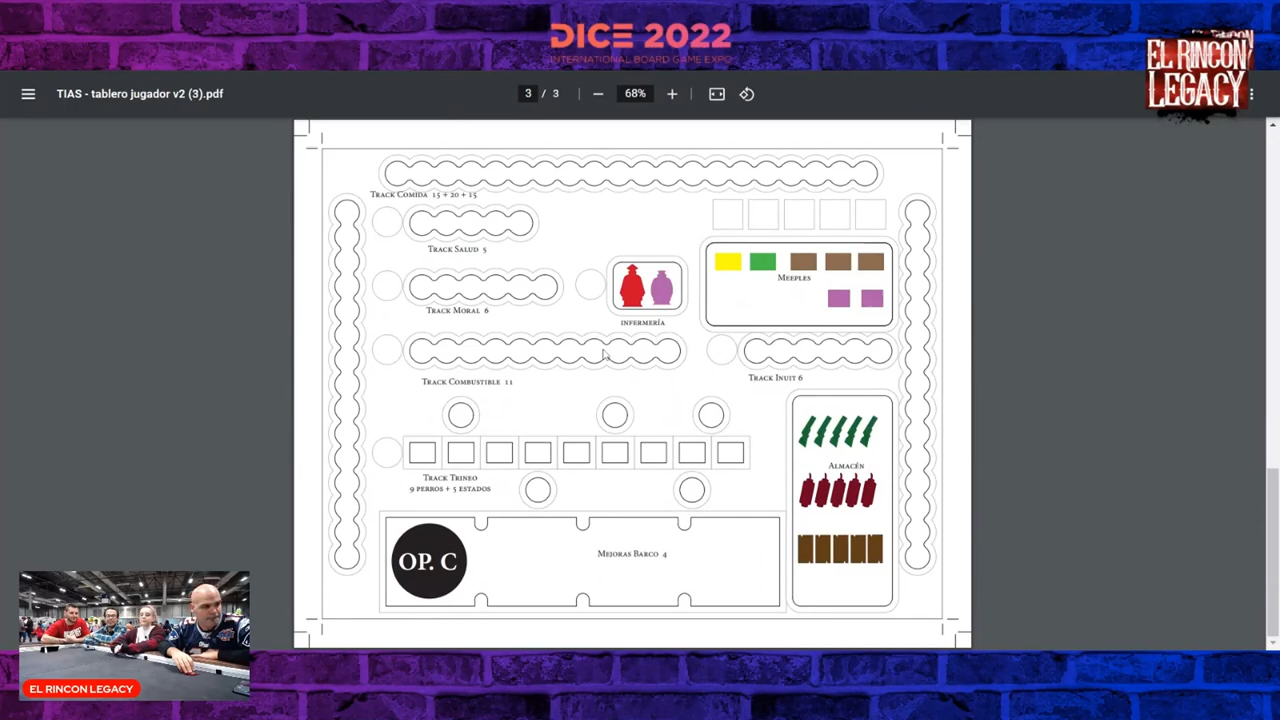 DICE 2022
INTERNATIONAL BOARD GAME EXPO
EL RINCON
LEGACY
TIAS - tablero jugador v2 (3).pdf
3 / 3
68%
Track Comida 15 + 20 + 15
Track Salud 5
Track Moral 6
Infermería
Meeples
Track Combustible 11
Track Inuit 6
Track Trineo
9 perros + 5 estados
Almacén
OP. C
Mejoras Barco 4
EL RINCON LEGACY